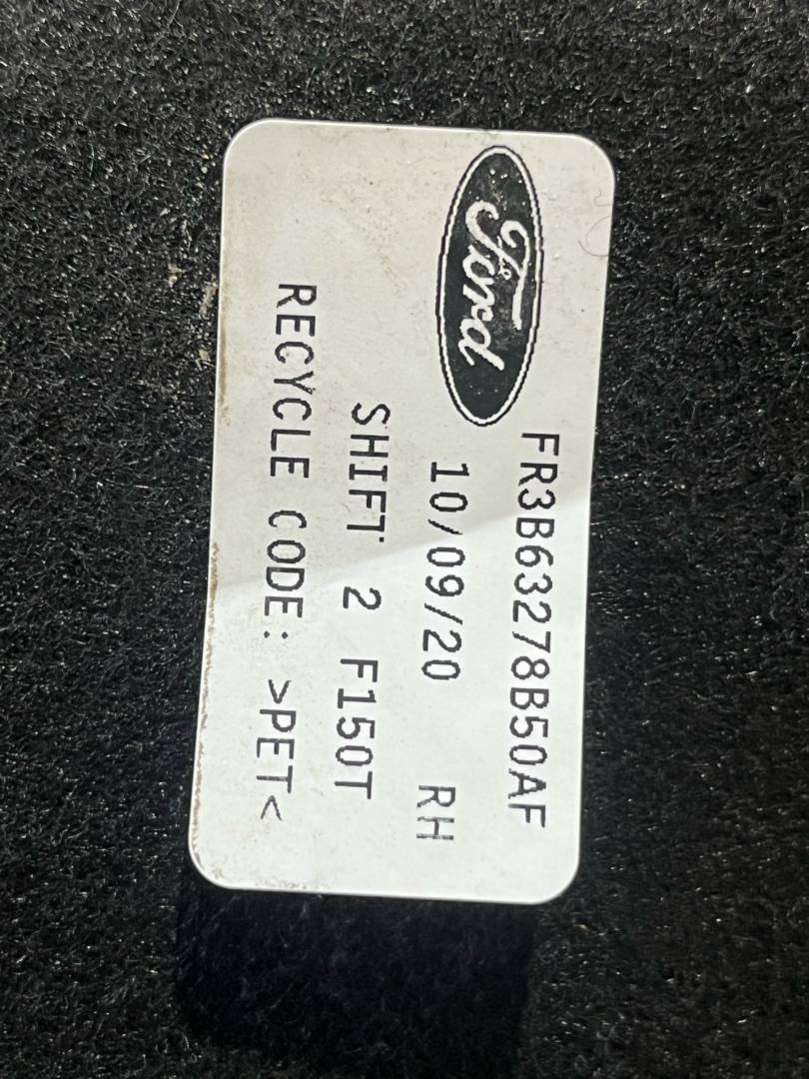 Ford
FR3B63278B50AF
10/09/20 RH
SHIFT 2 F150T
RECYCLE CODE: >PET<